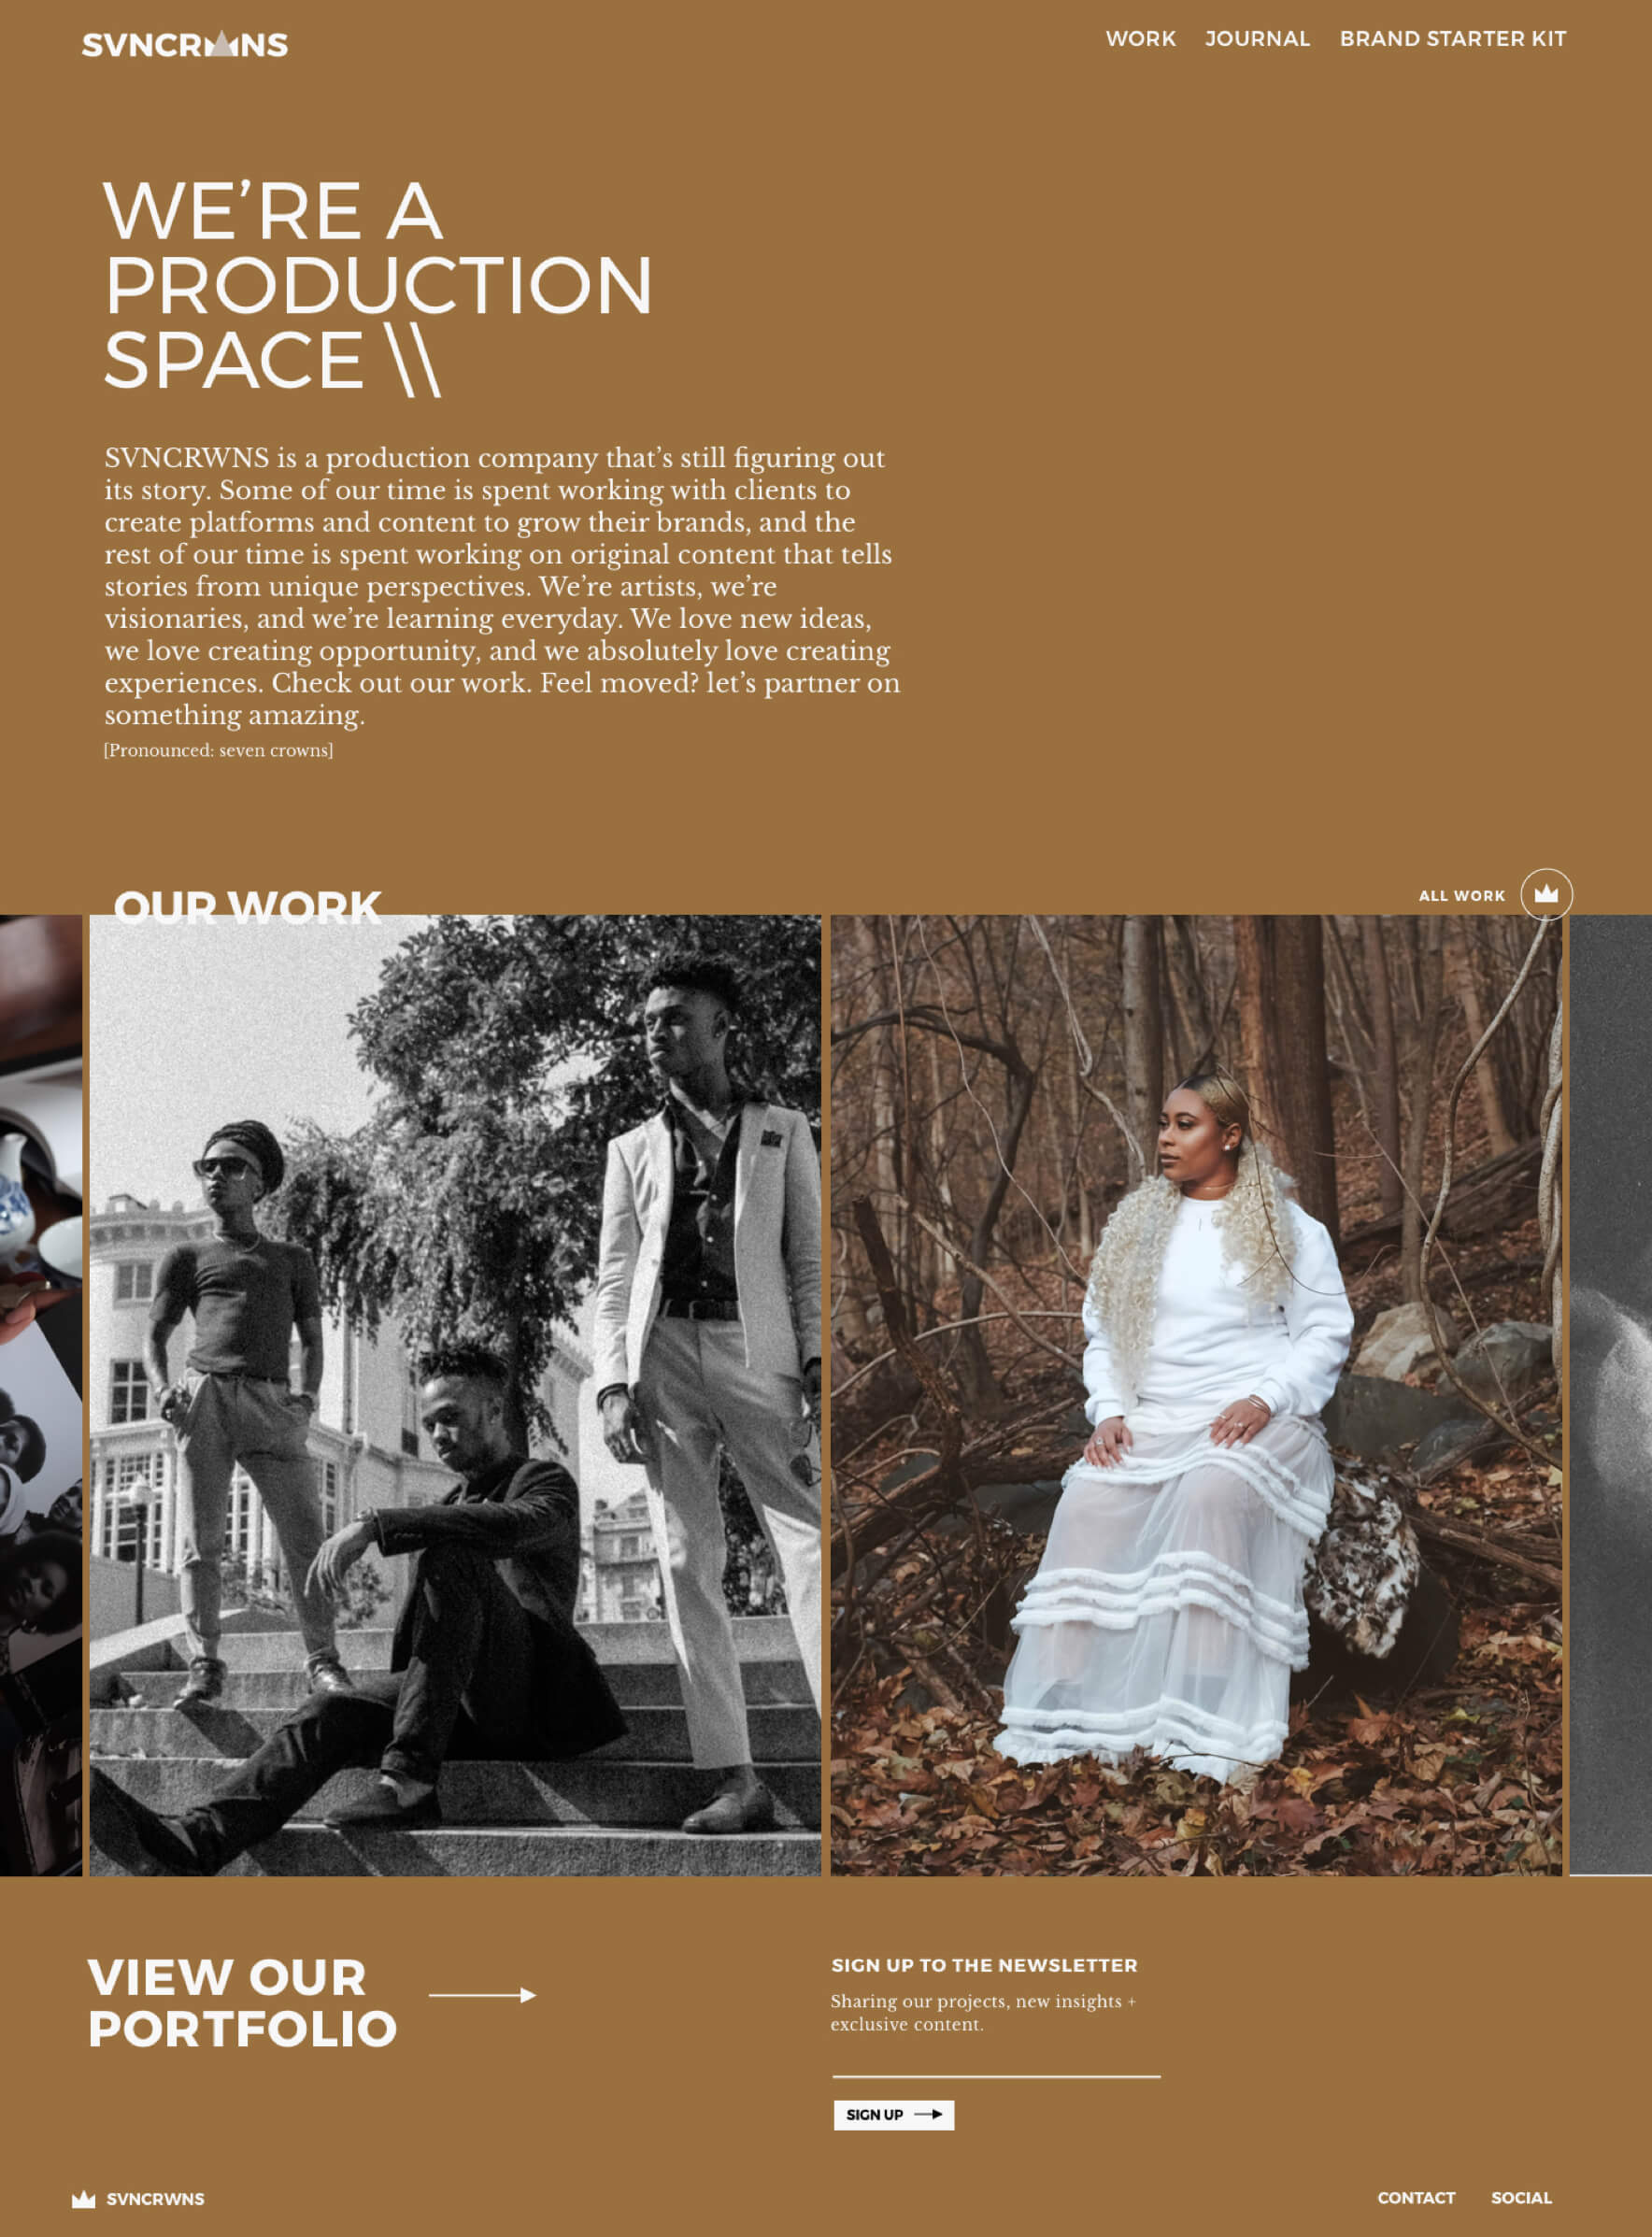 SVNCRWNS
WORK JOURNAL BRAND STARTER KIT
WE’RE A
PRODUCTION
SPACE \\
SVNCRWNS is a production company that’s still figuring out
its story. Some of our time is spent working with clients to
create platforms and content to grow their brands, and the
rest of our time is spent working on original content that tells
stories from unique perspectives. We’re artists, we’re
visionaries, and we’re learning everyday. We love new ideas,
we love creating opportunity, and we absolutely love creating
experiences. Check out our work. Feel moved? let’s partner on
something amazing.
[Pronounced: seven crowns]
OUR WORK
ALL WORK
VIEW OUR
PORTFOLIO
SIGN UP TO THE NEWSLETTER
Sharing our projects, new insights +
exclusive content.
SIGN UP
SVNCRWNS
CONTACT SOCIAL